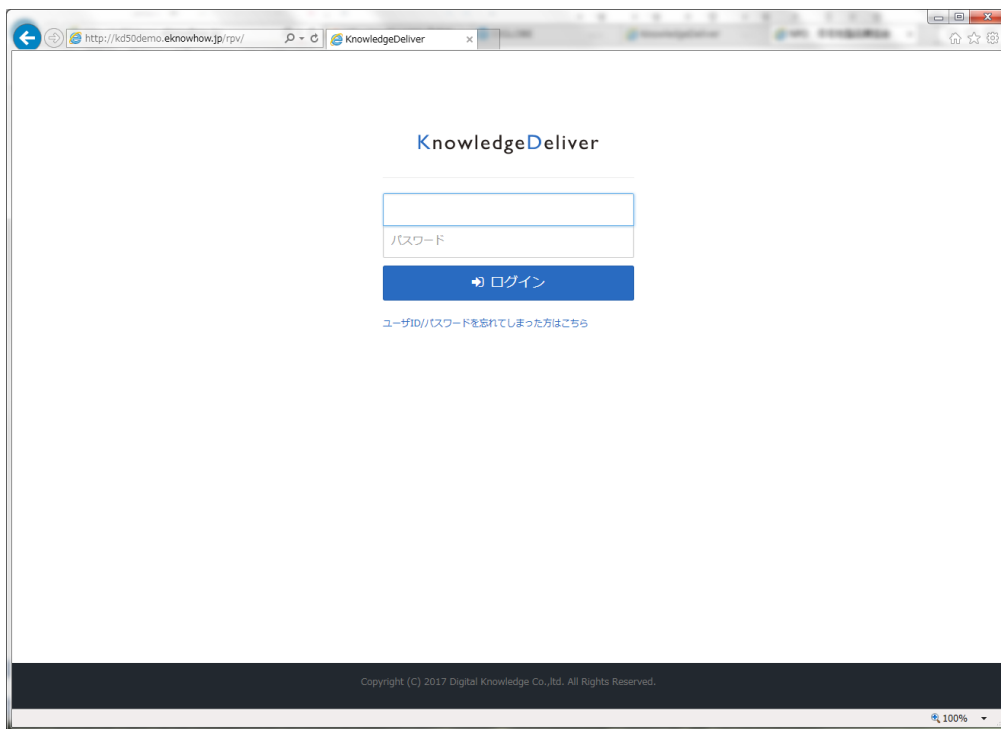 http://kd50demo.eknowhow.jp/rpv/
KnowledgeDeliver
KnowledgeDeliver
パスワード
ログイン
ユーザID/パスワードを忘れてしまった方はこちら
Copyright (C) 2017 Digital Knowledge Co.,ltd. All Rights Reserved.
100%